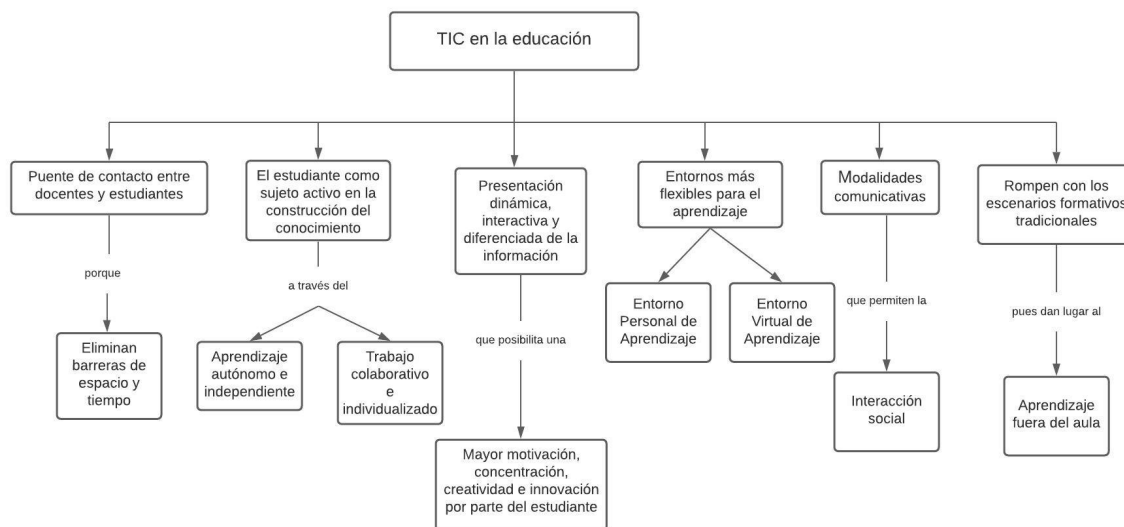 TIC en la educación
Puente de contacto entre
docentes y estudiantes
El estudiante como
sujeto activo en la
construcción del
conocimiento
Presentación
dinámica,
interactiva y
diferenciada de la
información
Entornos más
flexibles para el
aprendizaje
Modalidades
comunicativas
Rompen con los
escenarios formativos
tradicionales
porque
a través del
que posibilita una
que permiten la
pues dan lugar al
Eliminan
barreras de
espacio y
tiempo
Aprendizaje
autónomo e
independiente
Trabajo
colaborativo
e
individualizado
Entorno
Personal de
Aprendizaje
Entorno
Virtual de
Aprendizaje
Interacción
social
Aprendizaje
fuera del aula
Mayor motivación,
concentración,
creatividad e innovación
por parte del estudiante